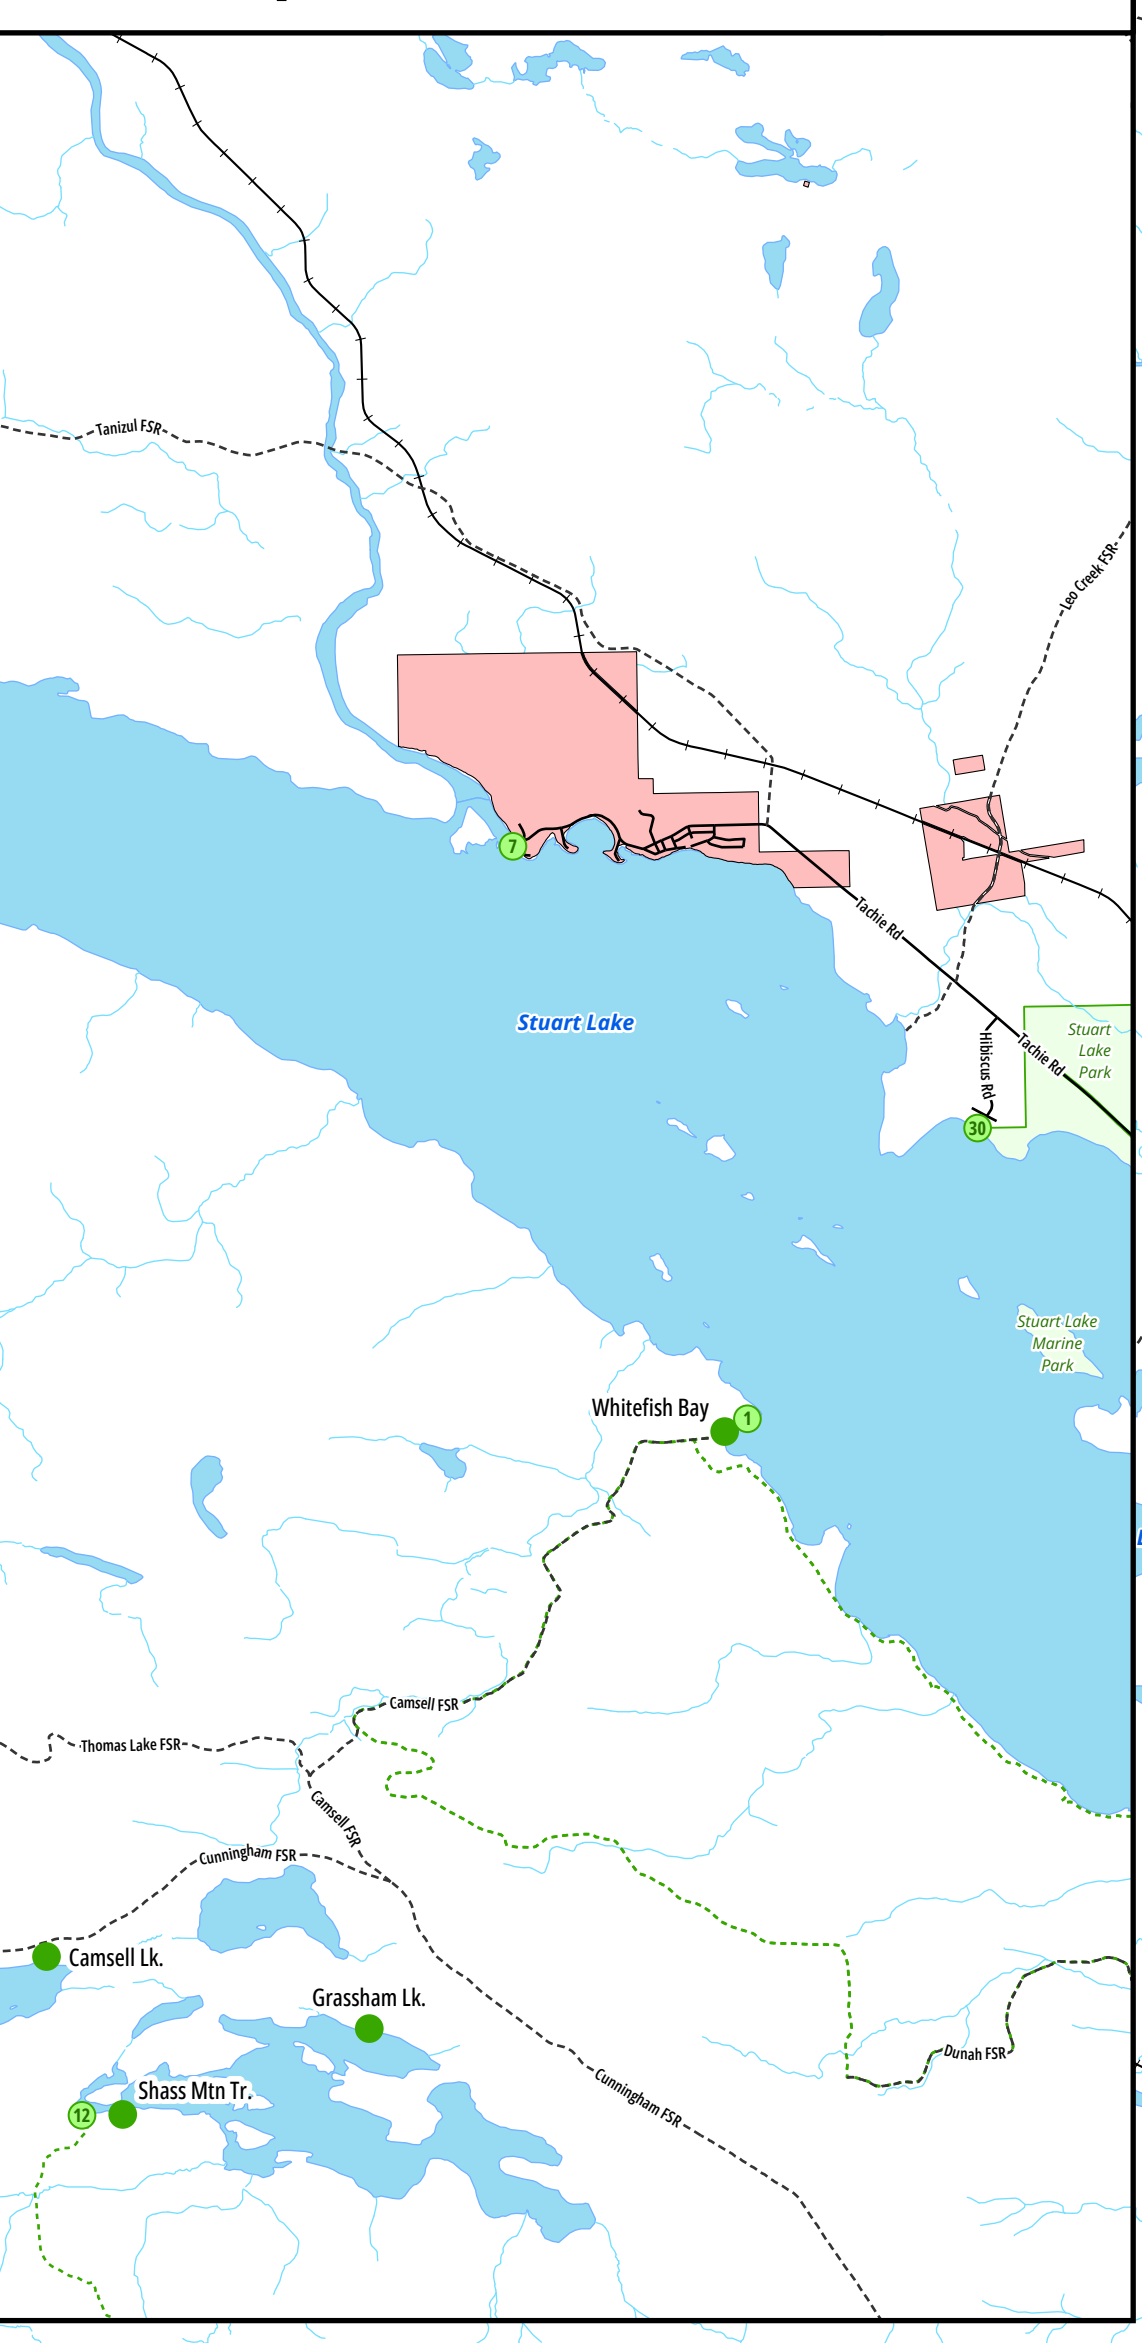 Tanizul FSR
Leo Creek FSR
7
Tachie Rd
Stuart Lake
Stuart
Lake
Park
Hibiscus Rd
Tachie Rd
30
Stuart Lake
Marine
Park
Whitefish Bay
1
Camsell FSR
Thomas Lake FSR
Camsell FSR
Cunningham FSR
Camsell Lk.
Grassham Lk.
Dunah FSR
Shass Mtn Tr.
12
Cunningham FSR